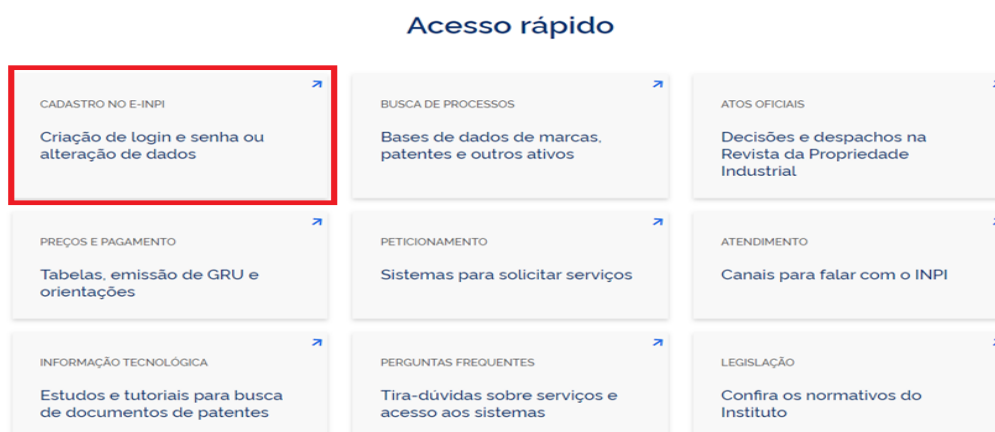 Acesso rápido
CADASTRO NO E-INPI
Criação de login e senha ou
alteração de dados
BUSCA DE PROCESSOS
Bases de dados de marcas,
patentes e outros ativos
ATOS OFICIAIS
Decisões e despachos na
Revista da Propriedade
Industrial
PREÇOS E PAGAMENTO
Tabelas, emissão de GRU e
orientações
PETICIONAMENTO
Sistemas para solicitar serviços
ATENDIMENTO
Canais para falar com o INPI
INFORMAÇÃO TECNOLÓGICA
Estudos e tutoriais para busca
de documentos de patentes
PERGUNTAS FREQUENTES
Tira-dúvidas sobre serviços e
acesso aos sistemas
LEGISLAÇÃO
Confira os normativos do
Instituto